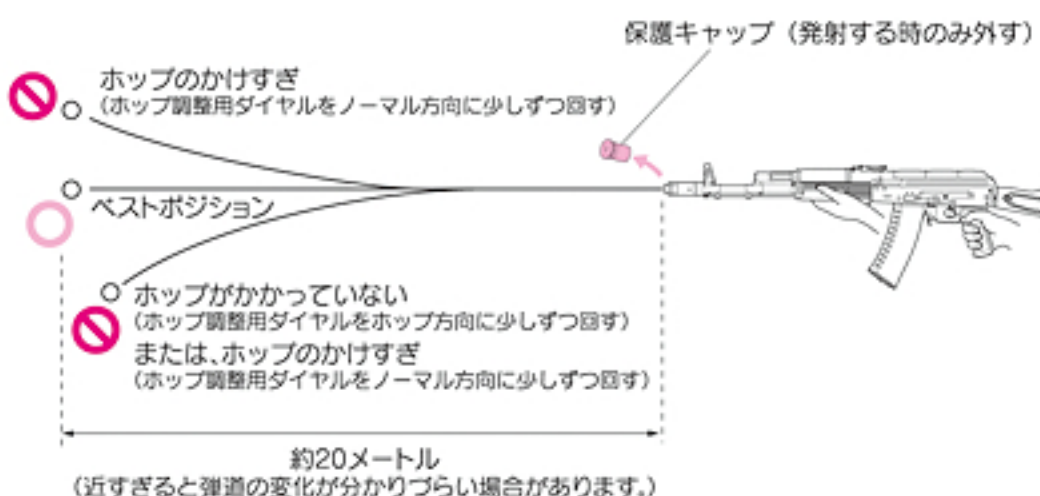 保護キャップ（発射する時のみ外す）
ホップのかけすぎ
（ホップ調整用ダイヤルをノーマル方向に少しずつ回す）
ベストポジション
ホップがかかっていない
（ホップ調整用ダイヤルをホップ方向に少しずつ回す）
または、ホップのかけすぎ
（ホップ調整用ダイヤルをノーマル方向に少しずつ回す）
約20メートル
（近すぎると弾道の変化が分かりづらい場合があります。）